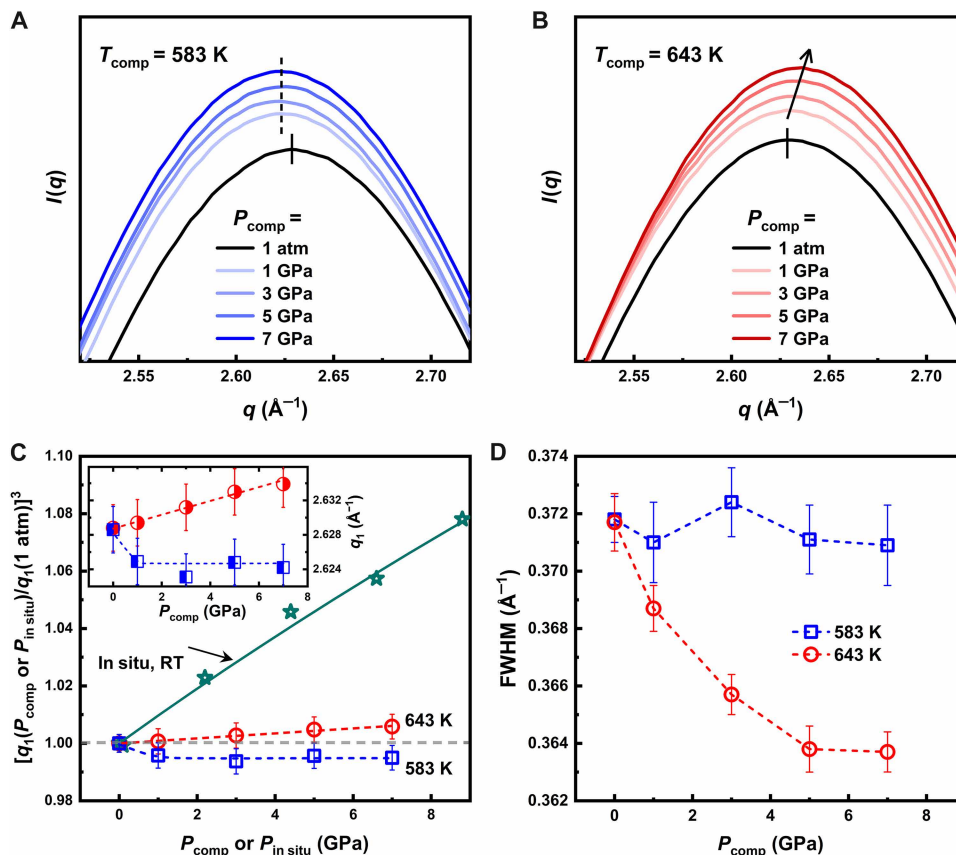 A
T_comp = 583 K
P_comp =
1 atm
1 GPa
3 GPa
5 GPa
7 GPa
I(q)
2.55
2.60
2.65
2.70
q (Å⁻¹)
B
T_comp = 643 K
P_comp =
1 atm
1 GPa
3 GPa
5 GPa
7 GPa
I(q)
2.55
2.60
2.65
2.70
q (Å⁻¹)
C
[q₁(P_comp or P_in situ)/q₁(1 atm)]³
1.10
1.08
1.06
1.04
1.02
1.00
0.98
0
2
4
6
8
P_comp or P_in situ (GPa)
0
2
4
6
8
P_comp (GPa)
2.632
2.628
2.624
q₁ (Å⁻¹)
In situ, RT
643 K
583 K
D
FWHM (Å⁻¹)
0.374
0.372
0.370
0.368
0.366
0.364
0.362
583 K
643 K
0
2
4
6
8
P_comp (GPa)